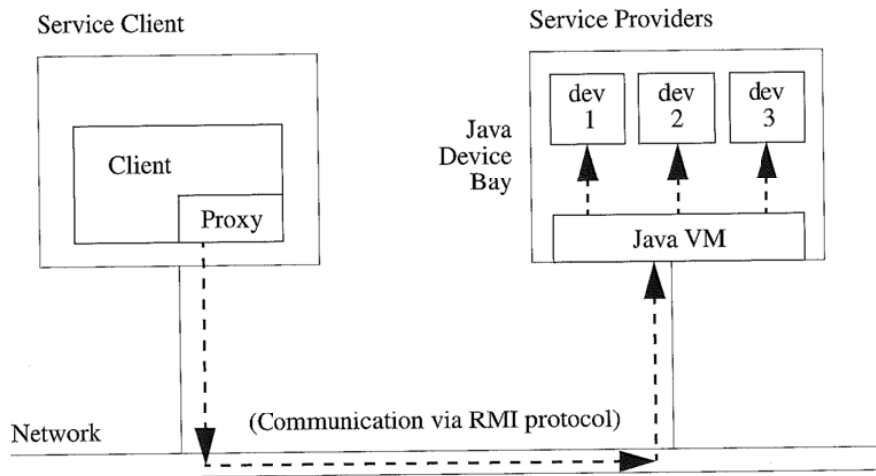 Service Client
Service Providers
dev
1
dev
2
dev
3
Java
Device
Bay
Client
Proxy
Java VM
(Communication via RMI protocol)
Network